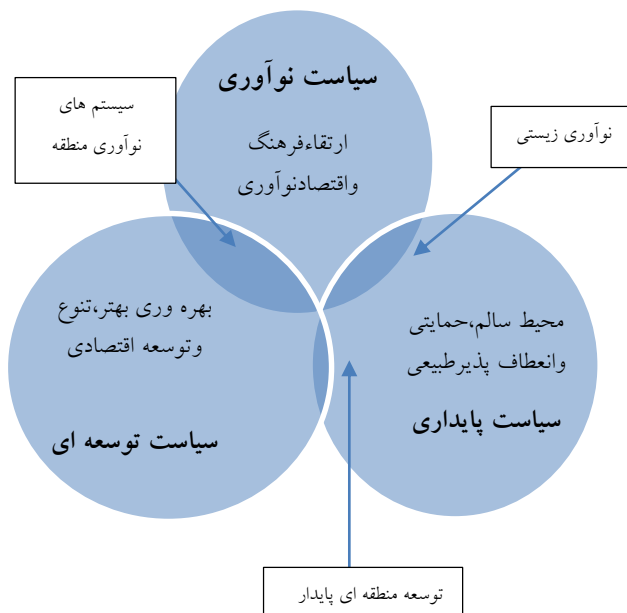 سیاست نوآوری
سیستم های
نوآوری منطقه
ارتقاءفرهنگ
واقتصادنوآوری
نوآوری زیستی
بهره وری بهتر،تنوع
وتوسعه اقتصادی
محیط سالم،حمایتی
وانعطاف پذیرطبیعی
سیاست توسعه ای
سیاست پایداری
توسعه منطقه ای پایدار